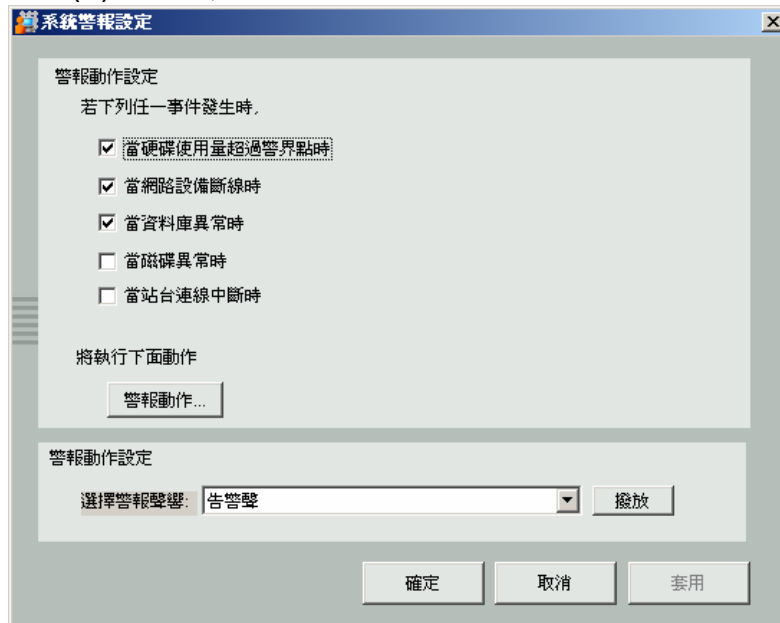 系統警報設定
警報動作設定
若下列任一事件發生時,
當硬碟使用量超過警界點時
當網路設備斷線時
當資料庫異常時
當磁碟異常時
當站台連線中斷時
將執行下面動作
警報動作...
警報動作設定
選擇警報聲響: 告警聲 撥放
確定 取消 套用